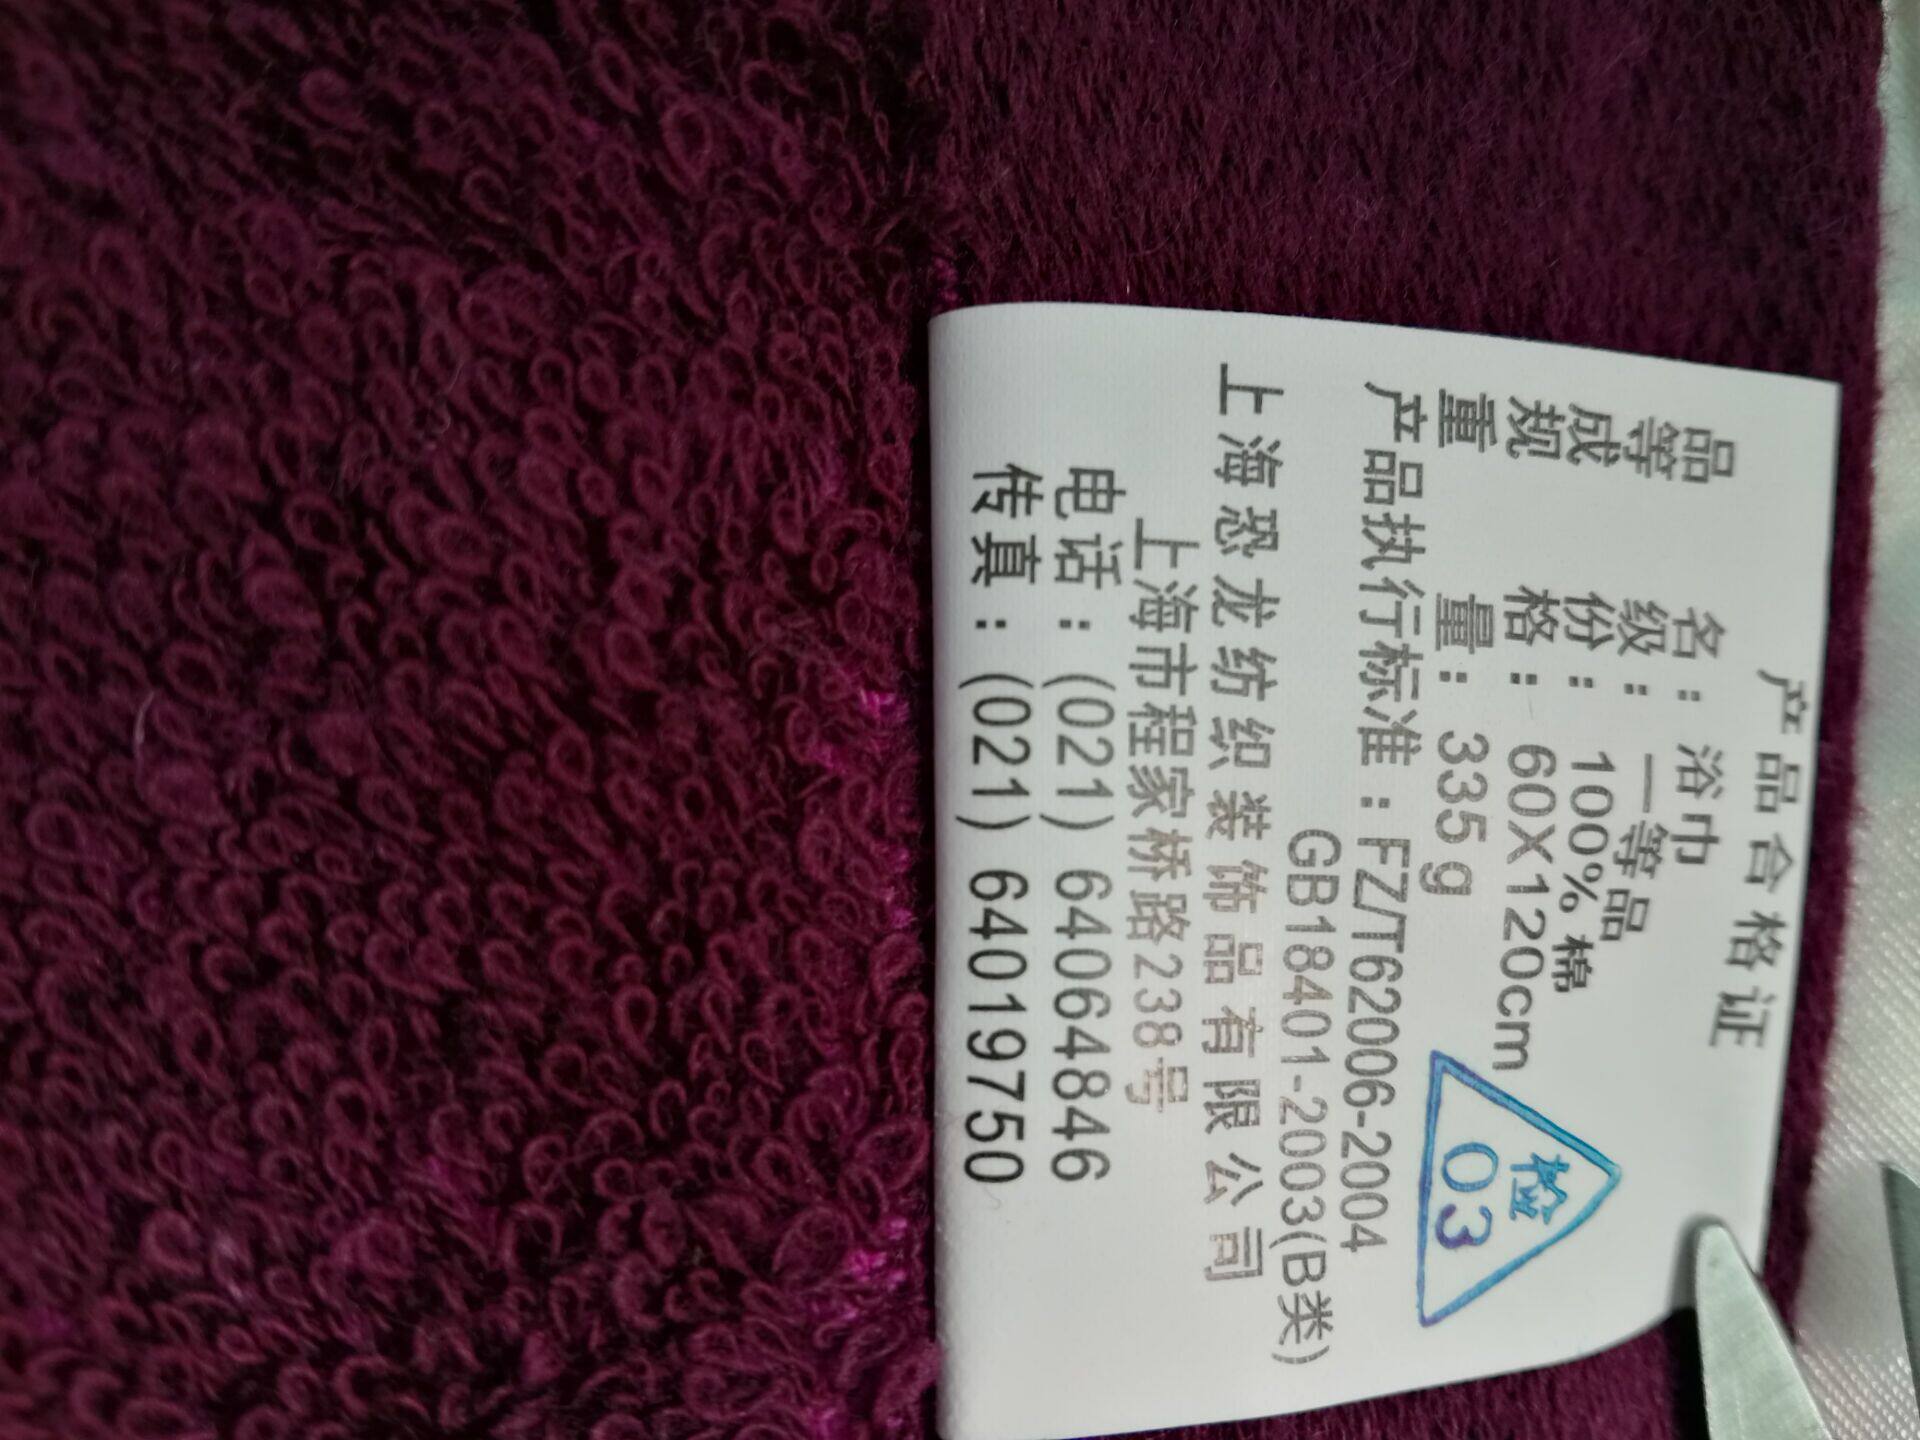 产品合格证
品 名：浴巾
等 级：一等品
成 份：100%棉
规 格：60X120cm
重 量：335g
产品执行标准：FZ/T62006-2004
GB18401-2003(B类)
上海恐龙纺织装饰品有限公司
上海市程家桥路238号
电话：(021) 64064846
传真：(021) 64019750
检
03